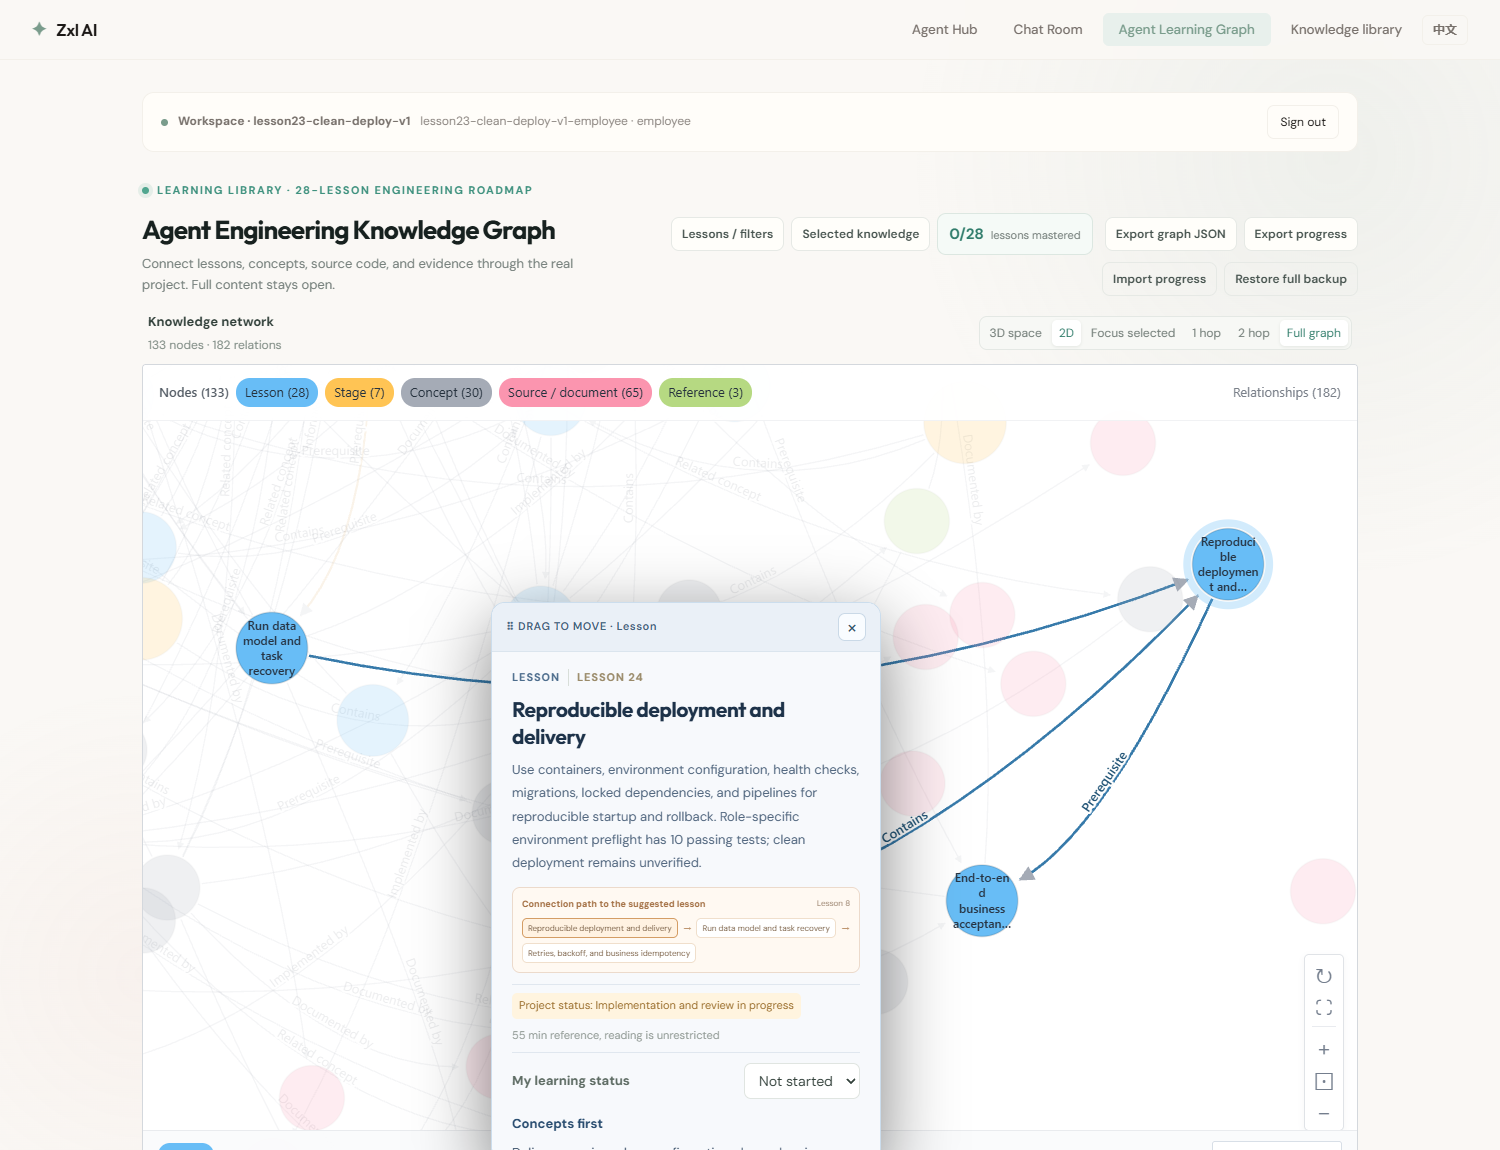 Zxl AI
Agent Hub
Chat Room
Agent Learning Graph
Knowledge library
中文
Workspace · lesson23-clean-deploy-v1 lesson23-clean-deploy-v1-employee · employee
Sign out
LEARNING LIBRARY · 28-LESSON ENGINEERING ROADMAP
Agent Engineering Knowledge Graph
Connect lessons, concepts, source code, and evidence through the real
project. Full content stays open.
Lessons / filters
Selected knowledge
0/28 lessons mastered
Export graph JSON
Export progress
Import progress
Restore full backup
Knowledge network
133 nodes · 182 relations
3D space
2D
Focus selected
1 hop
2 hop
Full graph
Nodes (133)
Lesson (28)
Stage (7)
Concept (30)
Source / document (65)
Reference (3)
Relationships (182)
Run data
model and
task
recovery
Reproduci
ble
deploymen
t and...
Prerequisite
Contains
End-to-en
d
business
acceptan...
⠿ DRAG TO MOVE · Lesson
×
LESSON
LESSON 24
Reproducible deployment and
delivery
Use containers, environment configuration, health checks,
migrations, locked dependencies, and pipelines for
reproducible startup and rollback. Role-specific
environment preflight has 10 passing tests; clean
deployment remains unverified.
Connection path to the suggested lesson
Lesson 8
Reproducible deployment and delivery → Run data model and task recovery →
Retries, backoff, and business idempotency
Project status: Implementation and review in progress
55 min reference, reading is unrestricted
My learning status
Not started
Concepts first